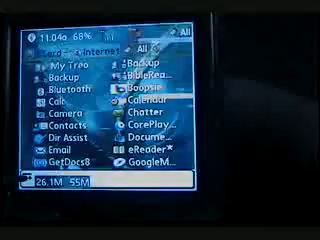 11:04a 68% All
Card Internet All
My Treo Backup
Backup BibleRea...
Bluetooth Boopsie
Calc Calendar
Camera Chatter
Contacts CorePlay...
Dir Assist Docume...
Email eReader*
GetDocs8 GoogleM...
26.1M 55M